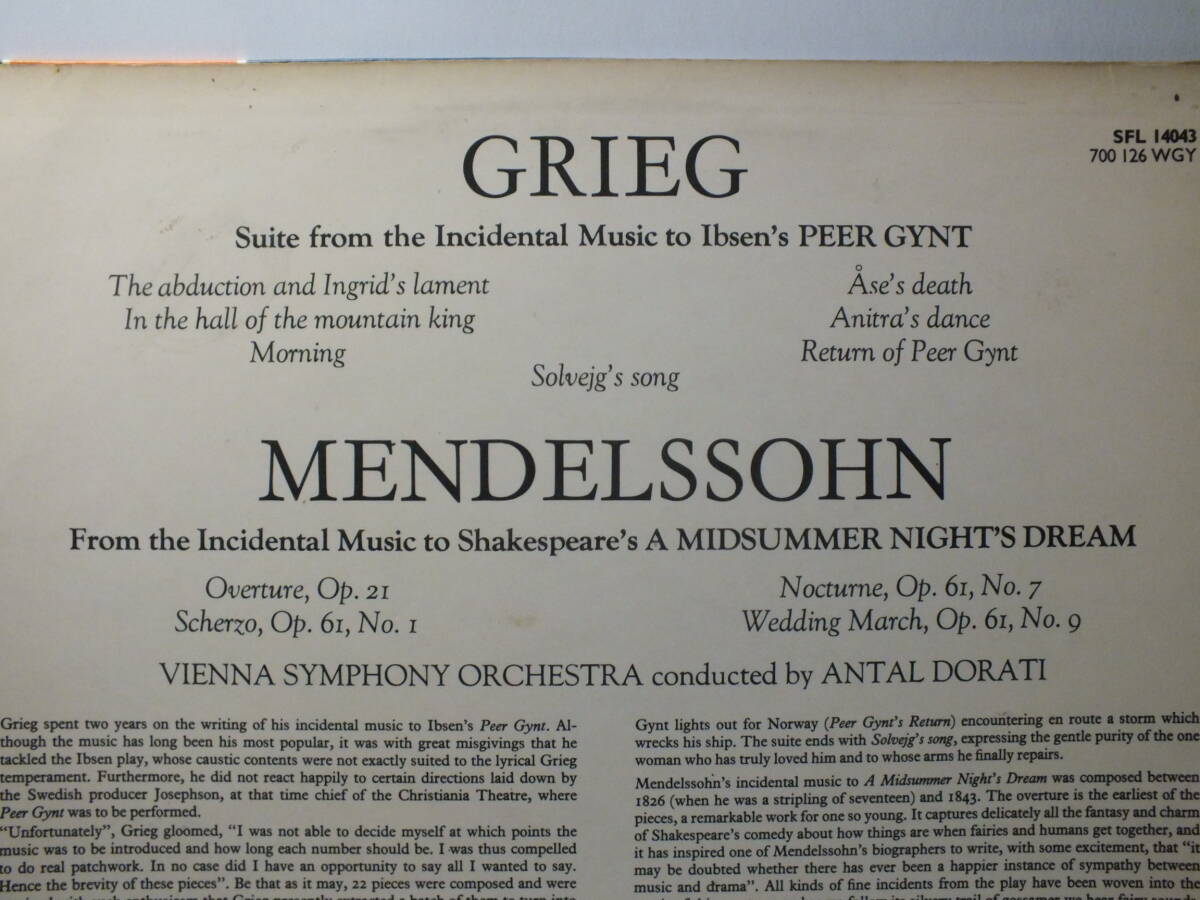 SFL 14043
700 126 WGY
GRIEG
Suite from the Incidental Music to Ibsen's PEER GYNT
The abduction and Ingrid's lament
In the hall of the mountain king
Morning
Åse's death
Anitra's dance
Return of Peer Gynt
Solvejg's song
MENDELSSOHN
From the Incidental Music to Shakespeare's A MIDSUMMER NIGHT'S DREAM
Overture, Op. 21
Scherzo, Op. 61, No. 1
Nocturne, Op. 61, No. 7
Wedding March, Op. 61, No. 9
VIENNA SYMPHONY ORCHESTRA conducted by ANTAL DORATI
Grieg spent two years on the writing of his incidental music to Ibsen's Peer Gynt. Al-
though the music has long been his most popular, it was with great misgivings that he
tackled the Ibsen play, whose caustic contents were not exactly suited to the lyrical Grieg
temperament. Furthermore, he did not react happily to certain directions laid down by
the Swedish producer Josephson, at that time chief of the Christiania Theatre, where
Peer Gynt was to be performed.
"Unfortunately", Grieg gloomed, "I was not able to decide myself at which points the
music was to be introduced and how long each number should be. I was thus compelled
to do real patchwork. In no case did I have an opportunity to say all I wanted to say.
Hence the brevity of these pieces". Be that as it may, 22 pieces were composed and were
Gynt lights out for Norway (Peer Gynt's Return) encountering en route a storm which
wrecks his ship. The suite ends with Solvejg's song, expressing the gentle purity of the one
woman who has truly loved him and to whose arms he finally repairs.
Mendelssohn's incidental music to A Midsummer Night's Dream was composed between
1826 (when he was a stripling of seventeen) and 1843. The overture is the earliest of the
pieces, a remarkable work for one so young. It captures delicately all the fantasy and charm
of Shakespeare's comedy about how things are when fairies and humans get together, and
it has inspired one of Mendelssohn's biographers to write, with some excitement, that "it
may be doubted whether there has ever been a happier instance of sympathy between
music and drama". All kinds of fine incidents from the play have been woven into the